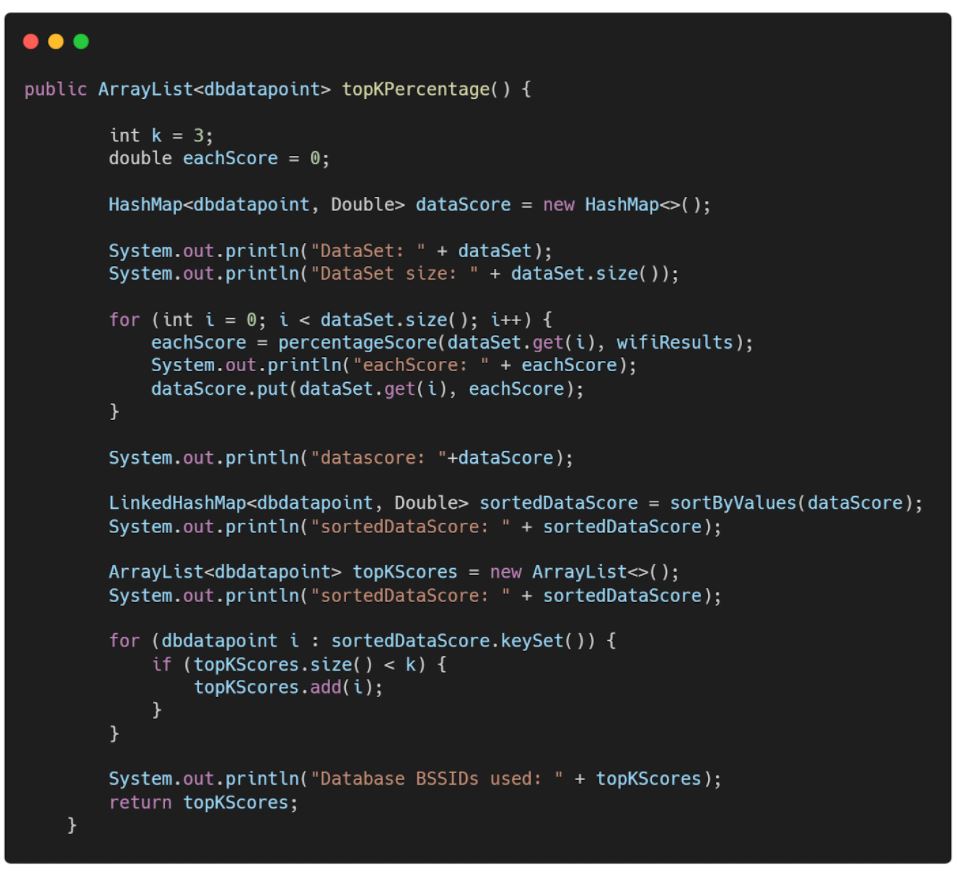 public ArrayList<dbdatapoint> topKPercentage() {
int k = 3;
double eachScore = 0;
HashMap<dbdatapoint, Double> dataScore = new HashMap<>();
System.out.println("DataSet: " + dataSet);
System.out.println("DataSet size: " + dataSet.size());
for (int i = 0; i < dataSet.size(); i++) {
eachScore = percentageScore(dataSet.get(i), wifiResults);
System.out.println("eachScore: " + eachScore);
dataScore.put(dataSet.get(i), eachScore);
}
System.out.println("datascore: "+dataScore);
LinkedHashMap<dbdatapoint, Double> sortedDataScore = sortByValues(dataScore);
System.out.println("sortedDataScore: " + sortedDataScore);
ArrayList<dbdatapoint> topKScores = new ArrayList<>();
System.out.println("sortedDataScore: " + sortedDataScore);
for (dbdatapoint i : sortedDataScore.keySet()) {
if (topKScores.size() < k) {
topKScores.add(i);
}
}
System.out.println("Database BSSIDs used: " + topKScores);
return topKScores;
}